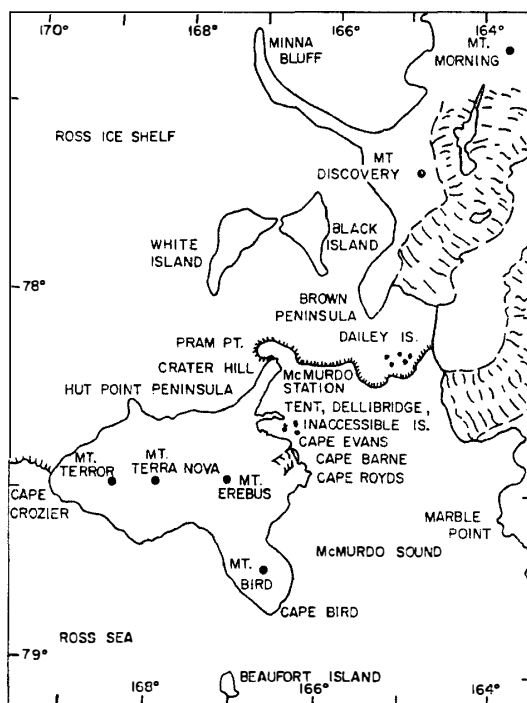 170°
168°
166°
164°
MINNA
BLUFF
MT.
MORNING
ROSS ICE SHELF
MT
DISCOVERY
WHITE
ISLAND
BLACK
ISLAND
78°
BROWN
PENINSULA
DAILEY IS.
PRAM PT.
CRATER HILL
McMURDO
STATION
HUT POINT PENINSULA
TENT, DELLIBRIDGE,
INACCESSIBLE IS.
CAPE EVANS
CAPE BARNE
CAPE ROYDS
MT.
TERROR
MT.
TERRA NOVA
MT.
EREBUS
CAPE
CROZIER
MARBLE
POINT
McMURDO SOUND
MT.
BIRD
CAPE BIRD
ROSS SEA
79°
BEAUFORT ISLAND
170°
168°
166°
164°